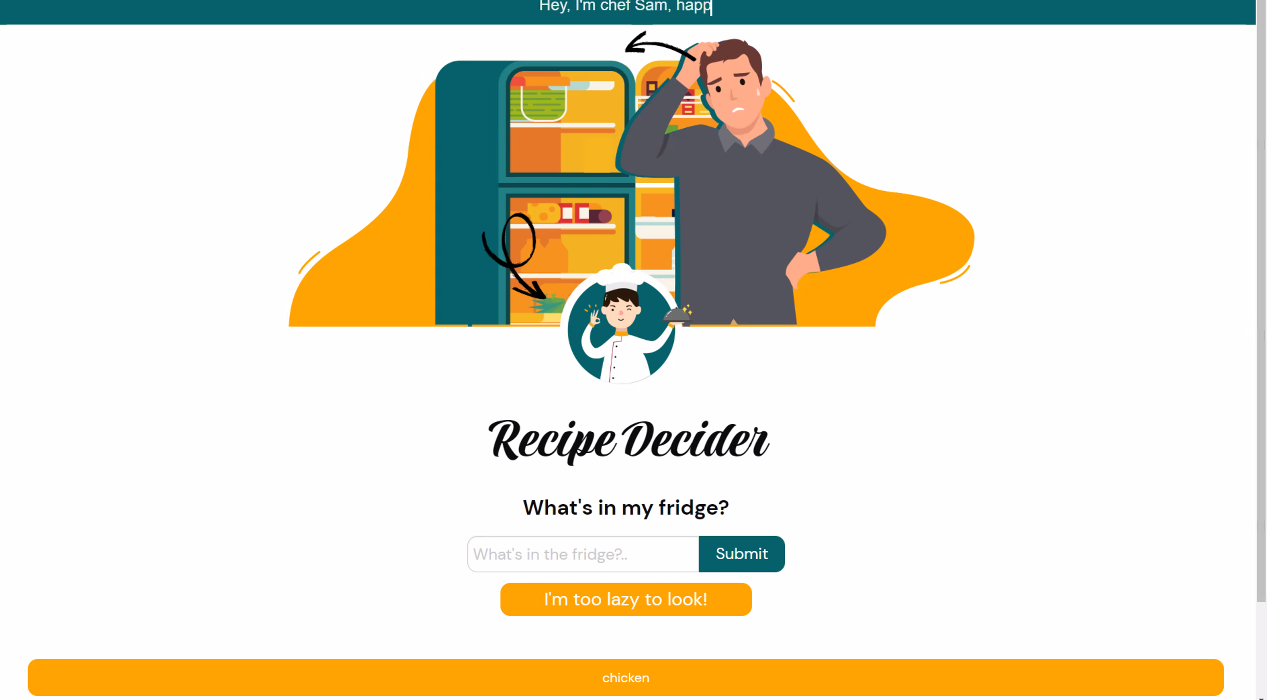 Hey, I'm chef Sam, happ
Recipe Decider
What's in my fridge?
What's in the fridge?..
Submit
I'm too lazy to look!
chicken